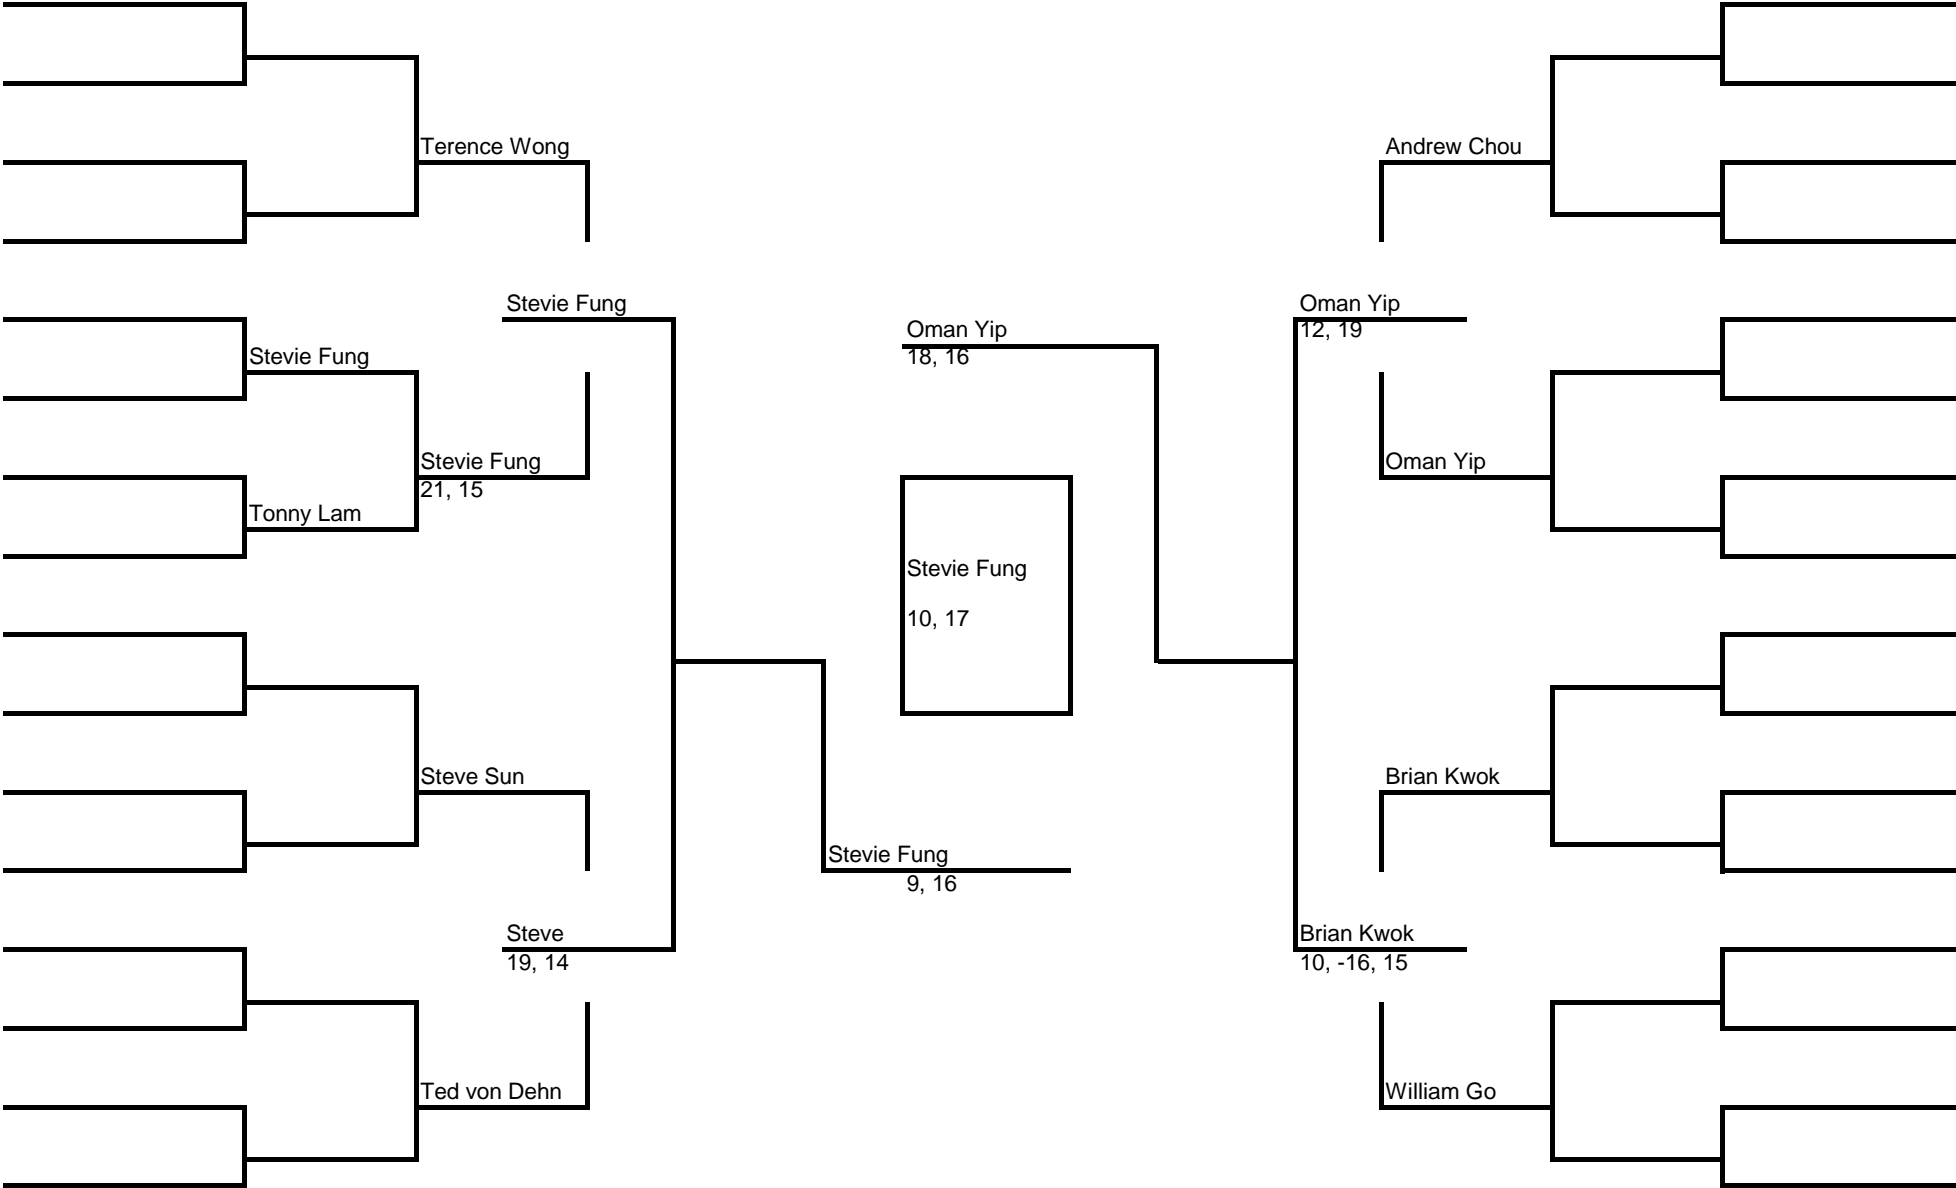 Terence Wong
Andrew Chou
Stevie Fung
Oman Yip
12, 19
Oman Yip
18, 16
Stevie Fung
Stevie Fung
21, 15
Oman Yip
Tonny Lam
Stevie Fung
10, 17
Steve Sun
Brian Kwok
Stevie Fung
9, 16
Steve
19, 14
Brian Kwok
10, -16, 15
Ted von Dehn
William Go